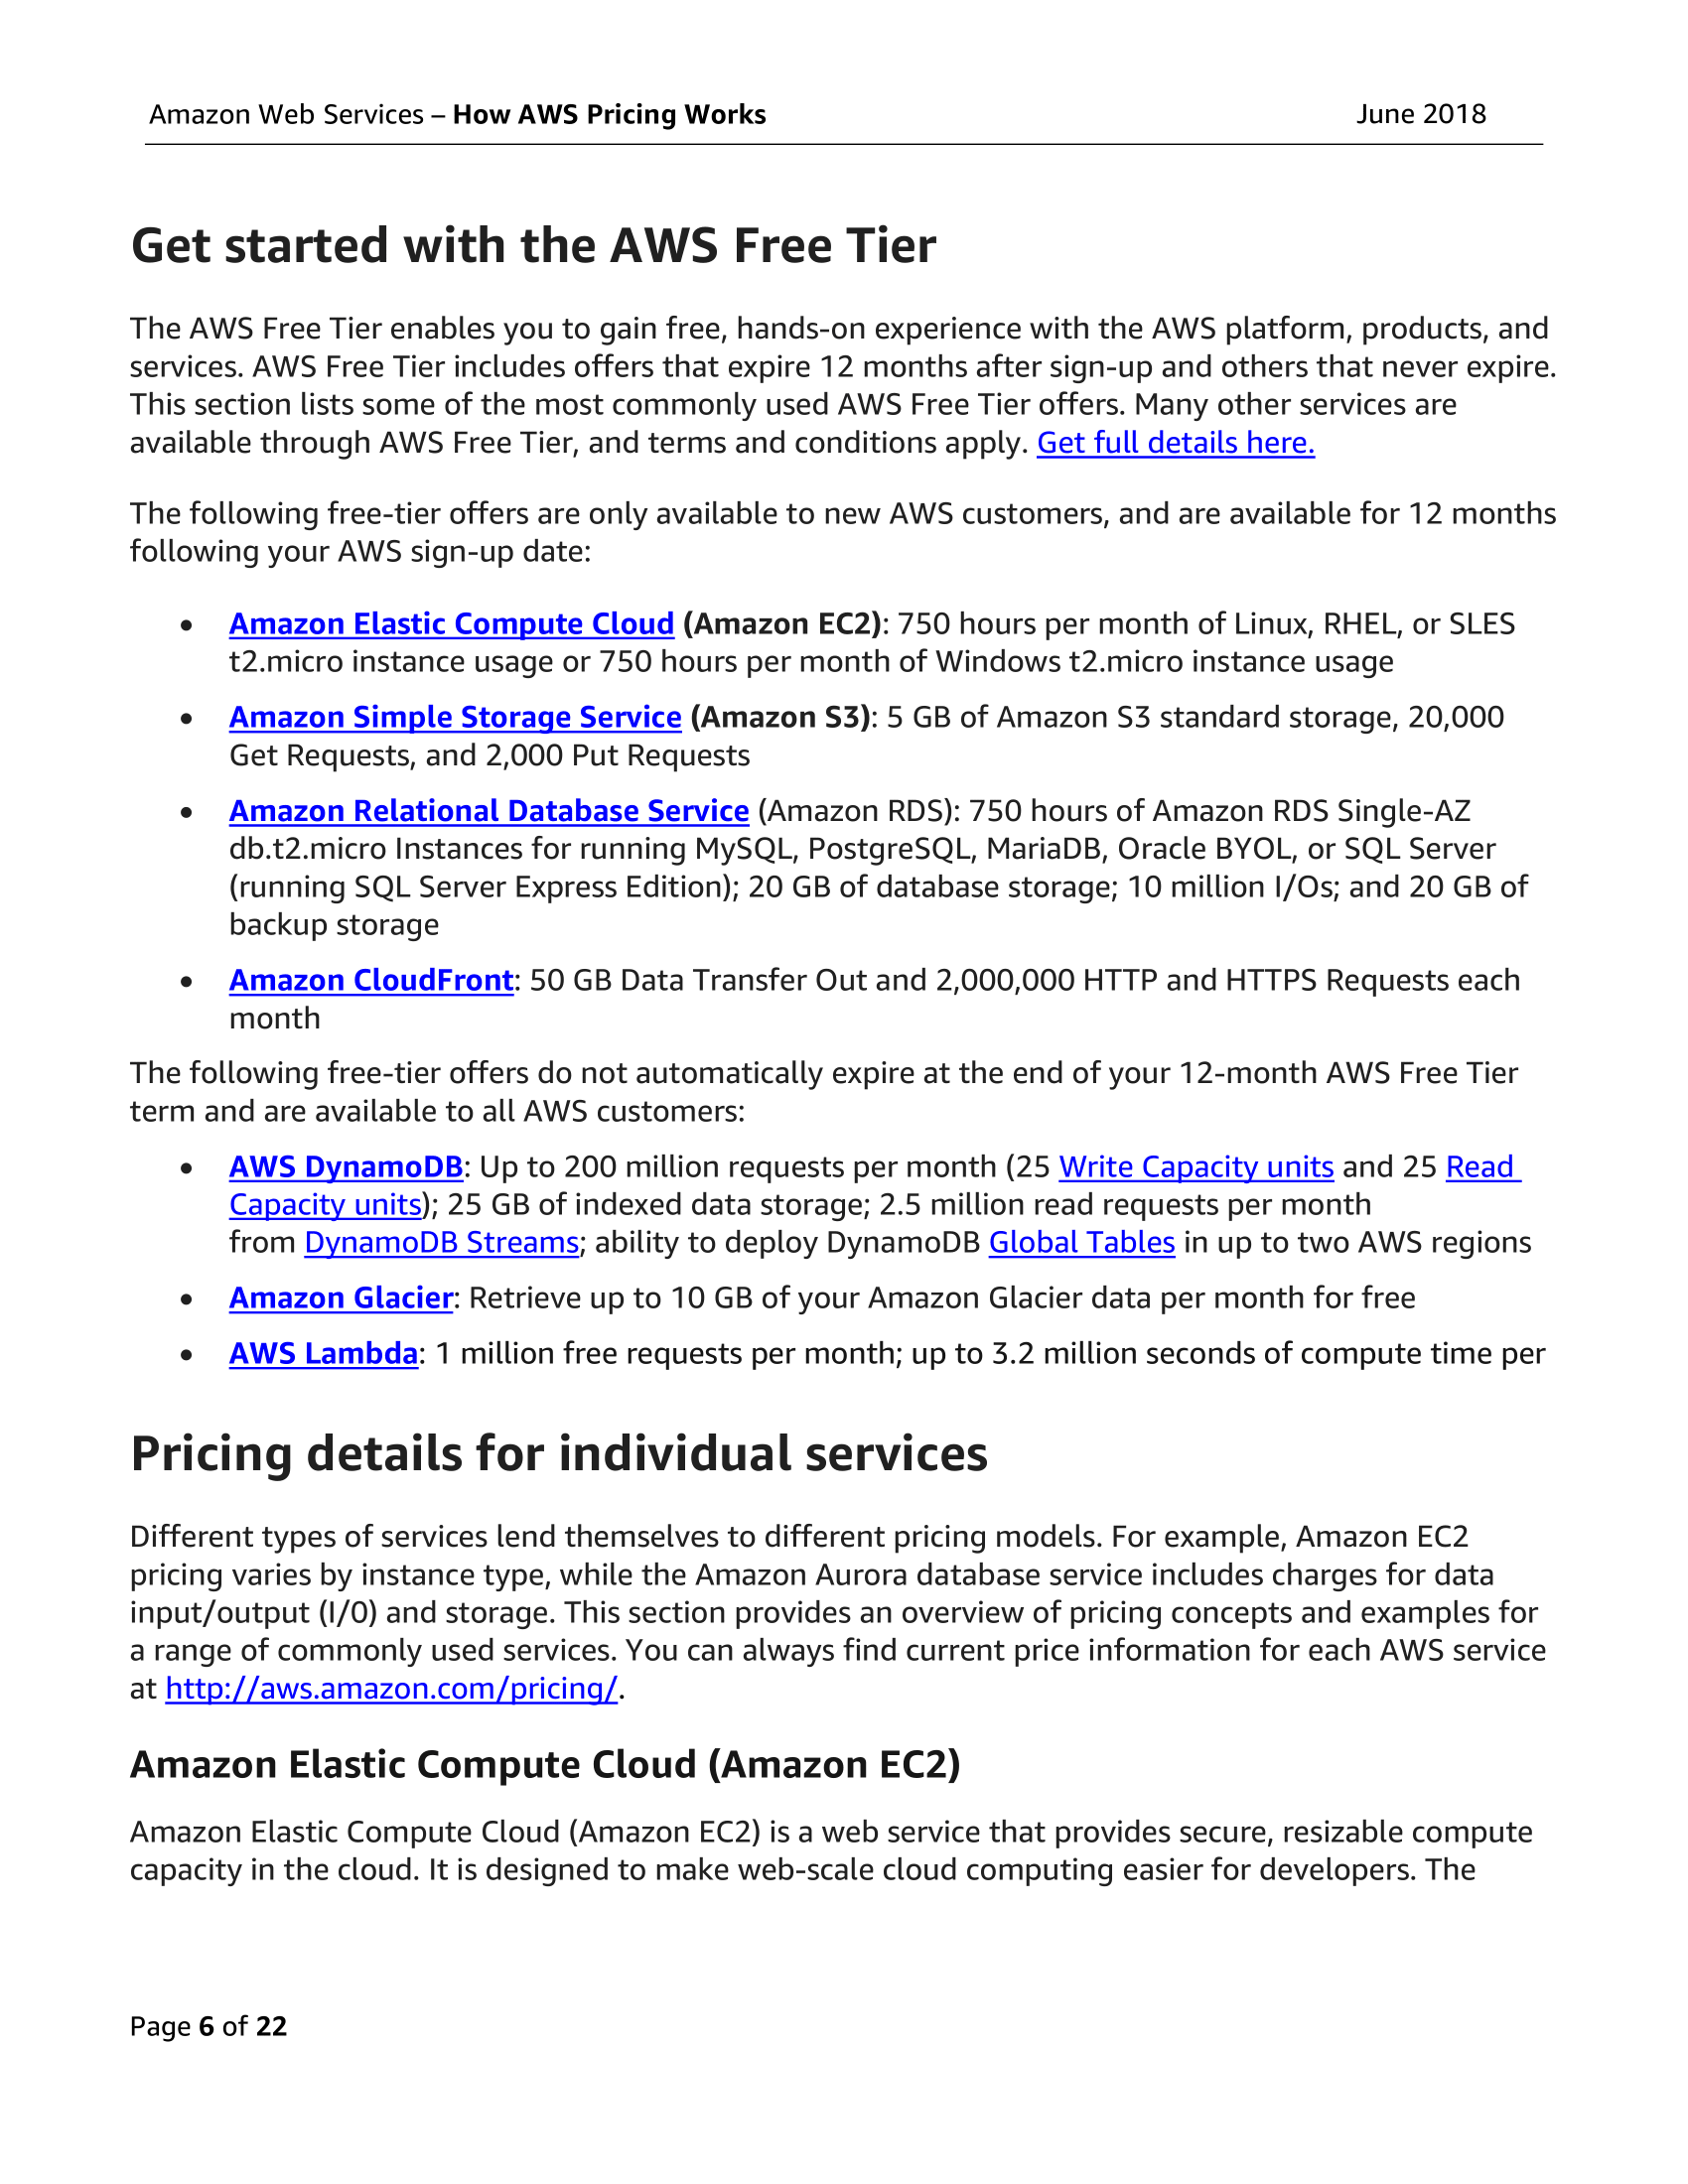 Amazon Web Services – How AWS Pricing Works June 2018
Get started with the AWS Free Tier
The AWS Free Tier enables you to gain free, hands-on experience with the AWS platform, products, and
services. AWS Free Tier includes offers that expire 12 months after sign-up and others that never expire.
This section lists some of the most commonly used AWS Free Tier offers. Many other services are
available through AWS Free Tier, and terms and conditions apply. Get full details here.
The following free-tier offers are only available to new AWS customers, and are available for 12 months
following your AWS sign-up date:
• Amazon Elastic Compute Cloud (Amazon EC2): 750 hours per month of Linux, RHEL, or SLES
t2.micro instance usage or 750 hours per month of Windows t2.micro instance usage
• Amazon Simple Storage Service (Amazon S3): 5 GB of Amazon S3 standard storage, 20,000
Get Requests, and 2,000 Put Requests
• Amazon Relational Database Service (Amazon RDS): 750 hours of Amazon RDS Single-AZ
db.t2.micro Instances for running MySQL, PostgreSQL, MariaDB, Oracle BYOL, or SQL Server
(running SQL Server Express Edition); 20 GB of database storage; 10 million I/Os; and 20 GB of
backup storage
• Amazon CloudFront: 50 GB Data Transfer Out and 2,000,000 HTTP and HTTPS Requests each
month
The following free-tier offers do not automatically expire at the end of your 12-month AWS Free Tier
term and are available to all AWS customers:
• AWS DynamoDB: Up to 200 million requests per month (25 Write Capacity units and 25 Read
Capacity units); 25 GB of indexed data storage; 2.5 million read requests per month
from DynamoDB Streams; ability to deploy DynamoDB Global Tables in up to two AWS regions
• Amazon Glacier: Retrieve up to 10 GB of your Amazon Glacier data per month for free
• AWS Lambda: 1 million free requests per month; up to 3.2 million seconds of compute time per
Pricing details for individual services
Different types of services lend themselves to different pricing models. For example, Amazon EC2
pricing varies by instance type, while the Amazon Aurora database service includes charges for data
input/output (I/0) and storage. This section provides an overview of pricing concepts and examples for
a range of commonly used services. You can always find current price information for each AWS service
at http://aws.amazon.com/pricing/.
Amazon Elastic Compute Cloud (Amazon EC2)
Amazon Elastic Compute Cloud (Amazon EC2) is a web service that provides secure, resizable compute
capacity in the cloud. It is designed to make web-scale cloud computing easier for developers. The
Page 6 of 22